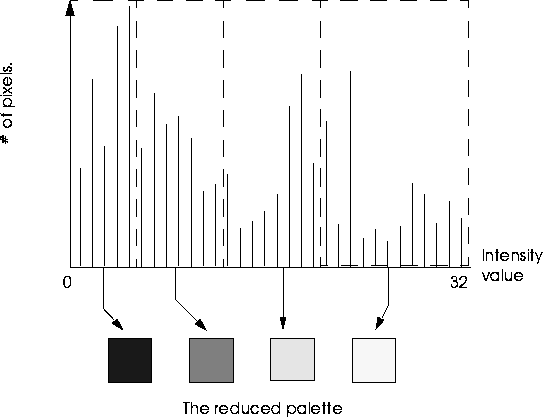 # of pixels.
Intensity
value
0
32
The reduced palette